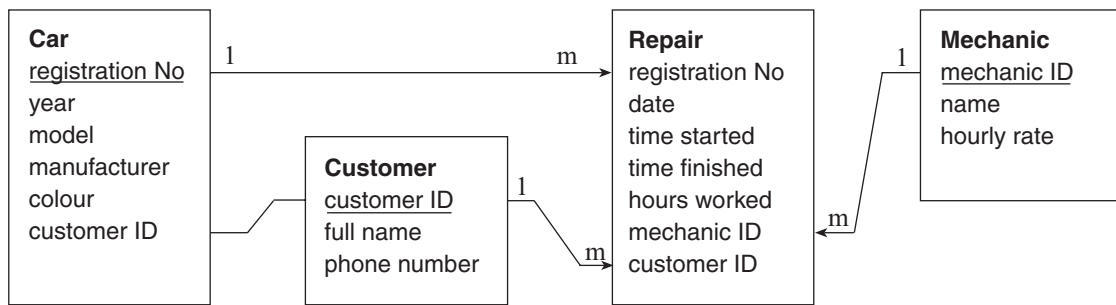 Car
registration No
year
model
manufacturer
colour
customer ID
1
m
Customer
customer ID
full name
phone number
1
m
Repair
registration No
date
time started
time finished
hours worked
mechanic ID
customer ID
1
m
Mechanic
mechanic ID
name
hourly rate